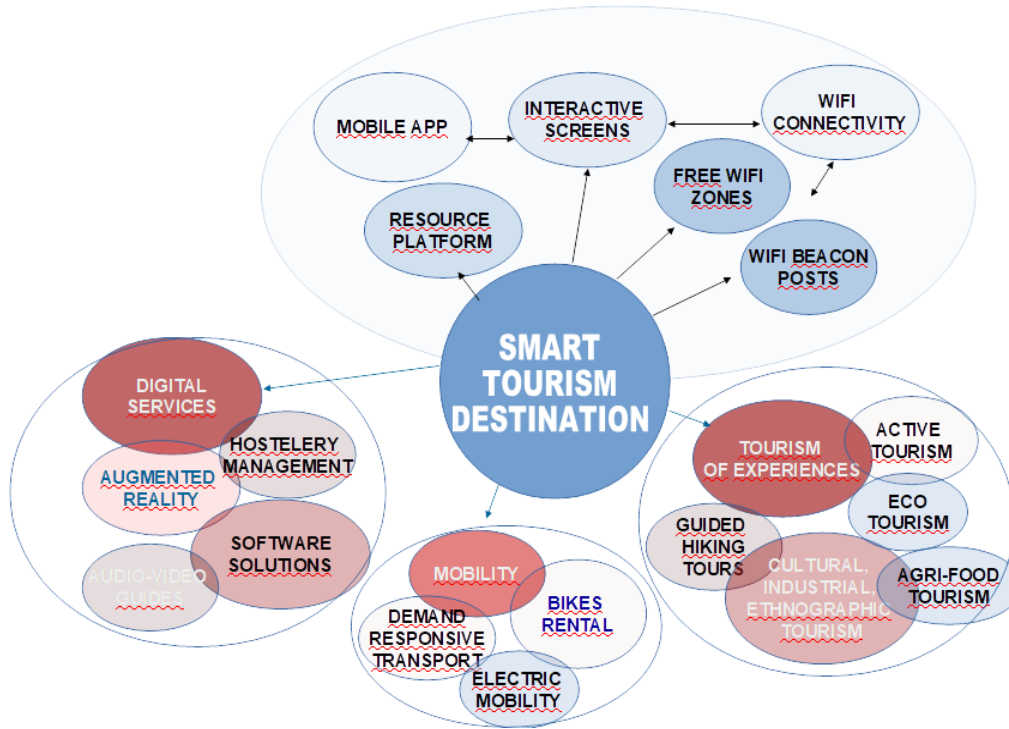 MOBILE APP
INTERACTIVE
SCREENS
WIFI
CONNECTIVITY
FREE WIFI
ZONES
RESOURCE
PLATFORM
WIFI BEACON
POSTS
SMART
TOURISM
DESTINATION
DIGITAL
SERVICES
HOSTELERY
MANAGEMENT
AUGMENTED
REALITY
SOFTWARE
SOLUTIONS
AUDIO-VIDEO
GUIDES
MOBILITY
BIKES
RENTAL
DEMAND
RESPONSIVE
TRANSPORT
ELECTRIC
MOBILITY
TOURISM
OF EXPERIENCES
ACTIVE
TOURISM
ECO
TOURISM
GUIDED
HIKING
TOURS
CULTURAL,
INDUSTRIAL,
ETHNOGRAPHIC
TOURISM
AGRI-FOOD
TOURISM